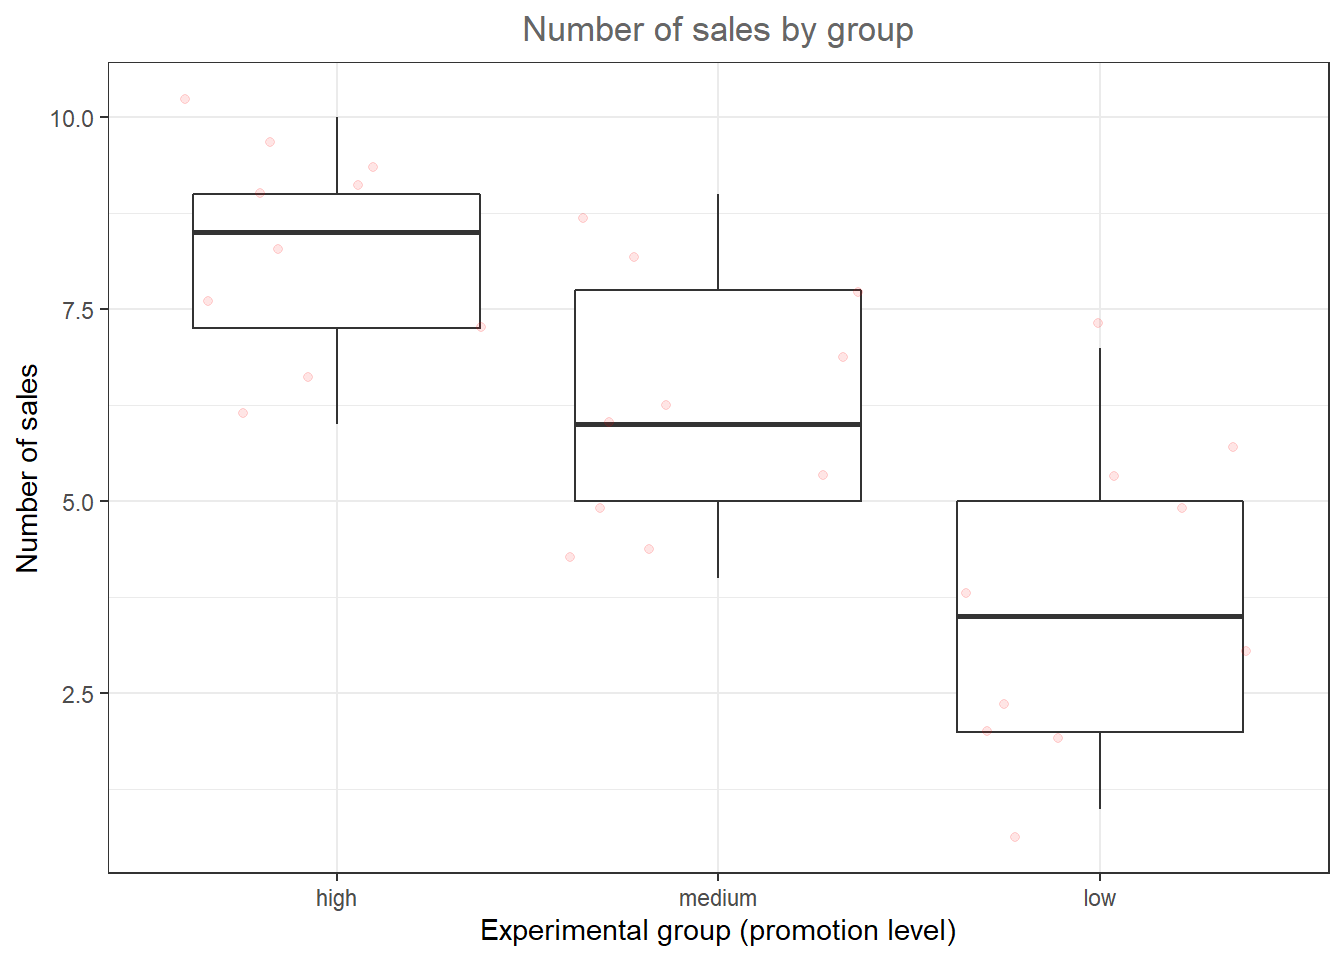 Number of sales by group
Number of sales
10.0
7.5
5.0
2.5
high
medium
low
Experimental group (promotion level)